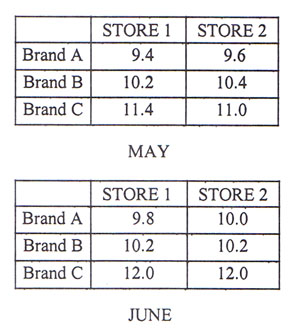 STORE 1 STORE 2
Brand A 9.4 9.6
Brand B 10.2 10.4
Brand C 11.4 11.0
MAY
STORE 1 STORE 2
Brand A 9.8 10.0
Brand B 10.2 10.2
Brand C 12.0 12.0
JUNE